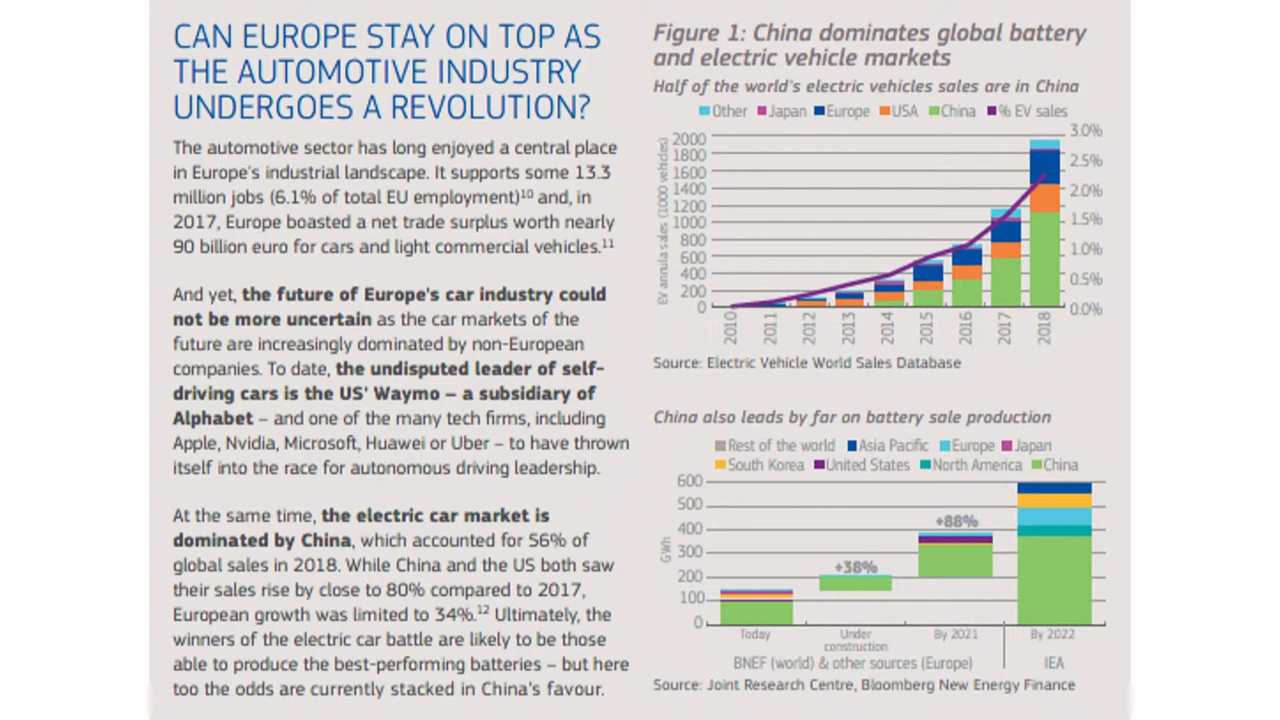 CAN EUROPE STAY ON TOP AS
THE AUTOMOTIVE INDUSTRY
UNDERGOES A REVOLUTION?
The automotive sector has long enjoyed a central place
in Europe's industrial landscape. It supports some 13.3
million jobs (6.1% of total EU employment)¹⁰ and, in
2017, Europe boasted a net trade surplus worth nearly
90 billion euro for cars and light commercial vehicles.¹¹
And yet, the future of Europe's car industry could
not be more uncertain as the car markets of the
future are increasingly dominated by non-European
companies. To date, the undisputed leader of self-
driving cars is the US' Waymo – a subsidiary of
Alphabet – and one of the many tech firms, including
Apple, Nvidia, Microsoft, Huawei or Uber – to have thrown
itself into the race for autonomous driving leadership.
At the same time, the electric car market is
dominated by China, which accounted for 56% of
global sales in 2018. While China and the US both saw
their sales rise by close to 80% compared to 2017,
European growth was limited to 34%.¹² Ultimately, the
winners of the electric car battle are likely to be those
able to produce the best-performing batteries – but here
too the odds are currently stacked in China's favour.
Figure 1: China dominates global battery
and electric vehicle markets
Half of the world's electric vehicles sales are in China
Other Japan Europe USA China % EV sales
EV annula sales (1000 vehicles)
2000
1800
1600
1400
1200
1000
800
600
400
200
0
3.0%
2.5%
2.0%
1.5%
1.0%
0.5%
0.0%
2010 2011 2012 2013 2014 2015 2016 2017 2018
Source: Electric Vehicle World Sales Database
China also leads by far on battery sale production
Rest of the world Asia Pacific Europe Japan
South Korea United States North America China
GWh
600
500
400
300
200
100
0
+38%
+88%
Today Under By 2021 By 2022
construction
BNEF (world) & other sources (Europe) IEA
Source: Joint Research Centre, Bloomberg New Energy Finance